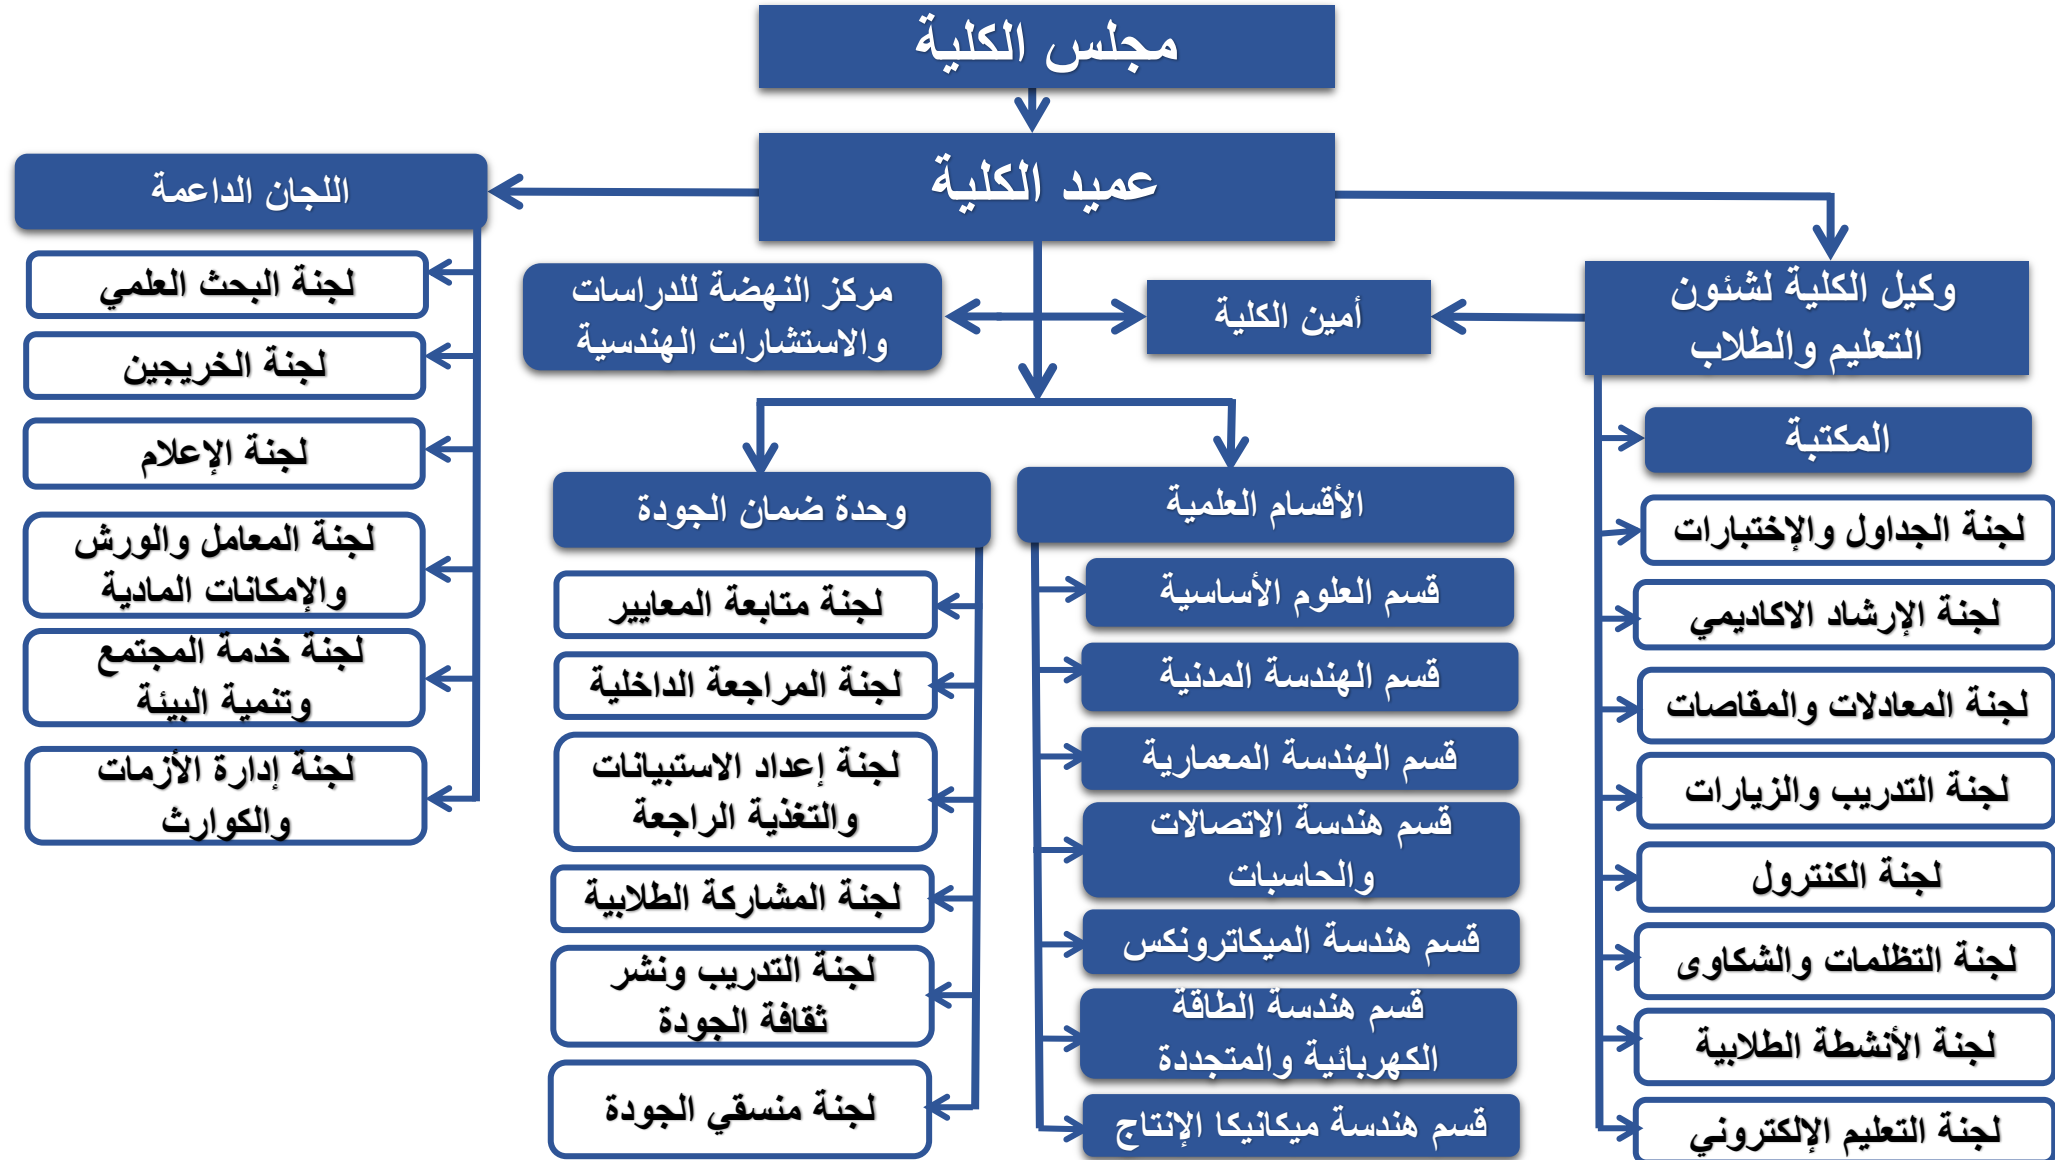 مجلس الكلية
عميد الكلية
وكيل الكلية لشئون
التعليم والطلاب
المكتبة
لجنة الجداول والإختبارات
لجنة الإرشاد الاكاديمي
لجنة المعادلات والمقاصات
لجنة التدريب والزيارات
لجنة الكنترول
لجنة التظلمات والشكاوى
لجنة الأنشطة الطلابية
لجنة التعليم الإلكتروني
أمين الكلية
مركز النهضة للدراسات
والاستشارات الهندسية
الأقسام العلمية
قسم العلوم الأساسية
قسم الهندسة المدنية
قسم الهندسة المعمارية
قسم هندسة الاتصالات
والحاسبات
قسم هندسة الميكاترونكس
قسم هندسة الطاقة
الكهربائية والمتجددة
قسم هندسة ميكانيكا الإنتاج
وحدة ضمان الجودة
لجنة متابعة المعايير
لجنة المراجعة الداخلية
لجنة إعداد الاستبيانات
والتغذية الراجعة
لجنة المشاركة الطلابية
لجنة التدريب ونشر
ثقافة الجودة
لجنة منسقي الجودة
اللجان الداعمة
لجنة البحث العلمي
لجنة الخريجين
لجنة الإعلام
لجنة المعامل والورش
والإمكانات المادية
لجنة خدمة المجتمع
وتنمية البيئة
لجنة إدارة الأزمات
والكوارث